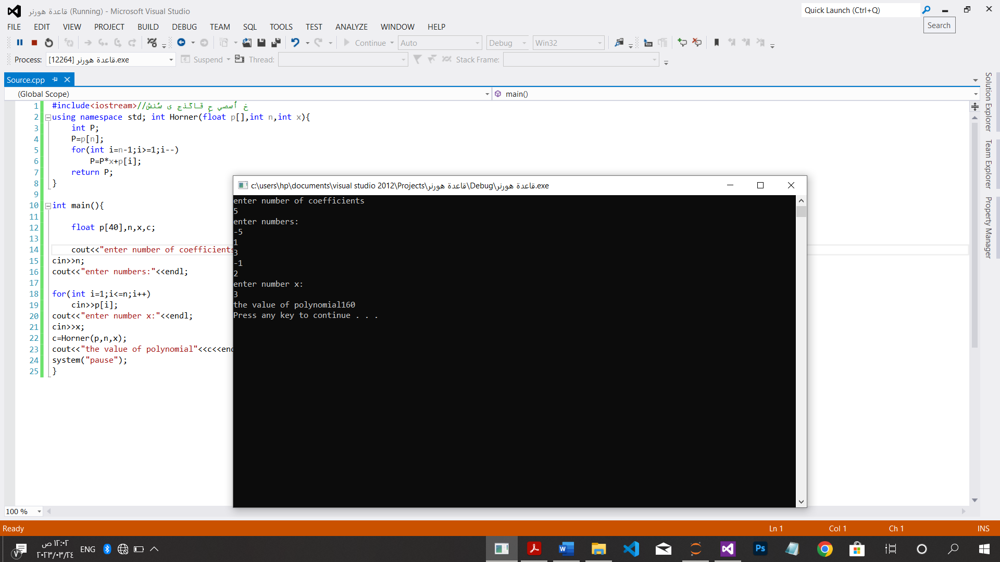 قاعدة هورنر (Running) - Microsoft Visual Studio
Quick Launch (Ctrl+Q)
FILE EDIT VIEW PROJECT BUILD DEBUG TEAM SQL TOOLS TEST ANALYZE WINDOW HELP
Search
Continue Auto Debug Win32
Process: [12264] قاعدة هورنر.exe Suspend Thread: Stack Frame:
Source.cpp
(Global Scope) main()
1 #include<iostream>//
2 using namespace std; int Horner(float p[],int n,int x){
3 int P;
4 P=p[n];
5 for(int i=n-1;i>=1;i--)
6 P=P*x+p[i];
7 return P;
8 }
9
10 int main(){
11
12 float p[40],n,x,c;
13
14 cout<<"enter number of coefficients
15 cin>>n;
16 cout<<"enter numbers:"<<endl;
17
18 for(int i=1;i<=n;i++)
19 cin>>p[i];
20 cout<<"enter number x:"<<endl;
21 cin>>x;
22 c=Horner(p,n,x);
23 cout<<"the value of polynomial"<<c<<end
24 system("pause");
25 }
c:\users\hp\documents\visual studio 2012\Projects\قاعدة هورنر\Debug\قاعدة هورنر.exe
enter number of coefficients
5
enter numbers:
-5
1
3
-1
2
enter number x:
3
the value of polynomial160
Press any key to continue . . .
Solution Explorer
Team Explorer
Property Manager
100 %
Ready Ln 1 Col 1 Ch 1 INS
١٢:٠٢ ص
٢٠٢٣/٠٣/٢٤
ENG
٧
Ps